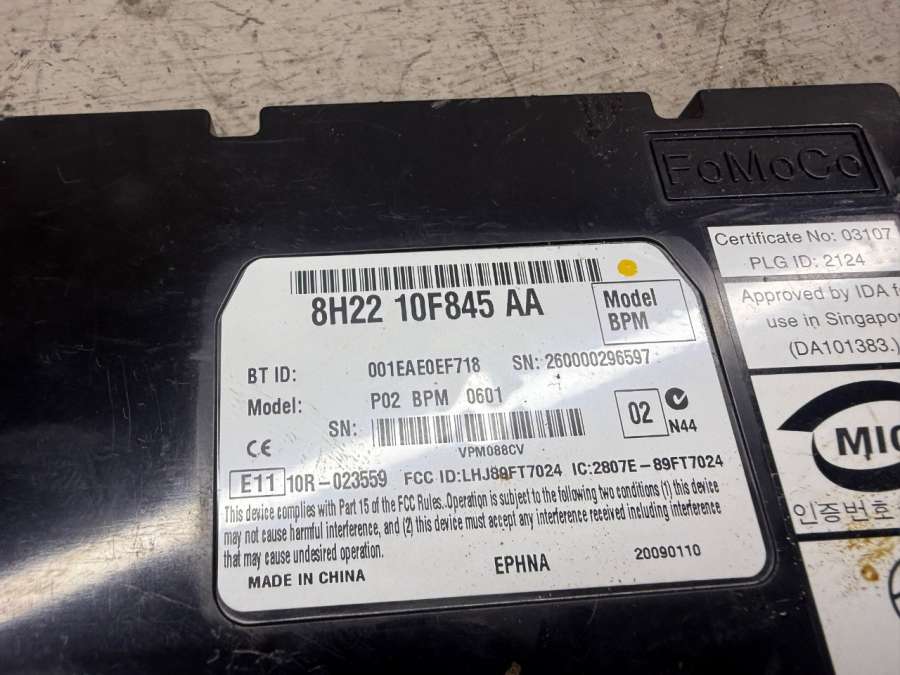 FoMoCo
Certificate No: 03107
PLG ID: 2124
Approved by IDA
use in
(DA101383.)
8H22 10F845 AA
Model
BPM
BT ID: 001EAE0EF718 SN: 260000296597
Model: P02 BPM 0601
SN:
VPM088CV
02
N44
CE
E11 10R-023559 FCC ID:LHJ89FT7024 IC:2807E-89FT7024
This device complies with Part 15 of the FCC Rules..Operation is subject to the following two conditions (1) this device
may not cause harmful interference, and (2) this device must accept any interference received including interference
that may cause undesired operation.
MADE IN CHINA EPHNA 20090110
인증번호